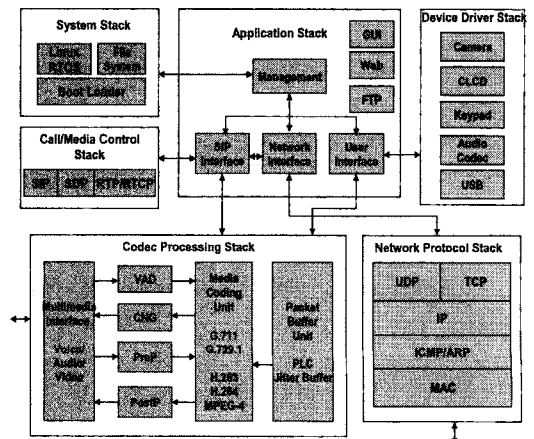 System Stack
Linux
RTOS
File
System
Boot Loader
Call/Media Control
Stack
SIP
SDP
RTP/RTCP
Application Stack
GUI
Web
FTP
Management
SIP
Interface
Network
Interface
User
Interface
Device Driver Stack
Camera
CLCD
Keypad
Audio
Codec
USB
Codec Processing Stack
Multimedia
Interface
Voice/
Audio/
Video
VAD
CNG
PreP
PostP
Media
Coding
Unit
G.711
G.729.1
H.263
H.264
MPEG-4
Packet
Buffer
Unit
PLC
Jitter Buffer
Network Protocol Stack
UDP
TCP
IP
ICMP/ARP
MAC